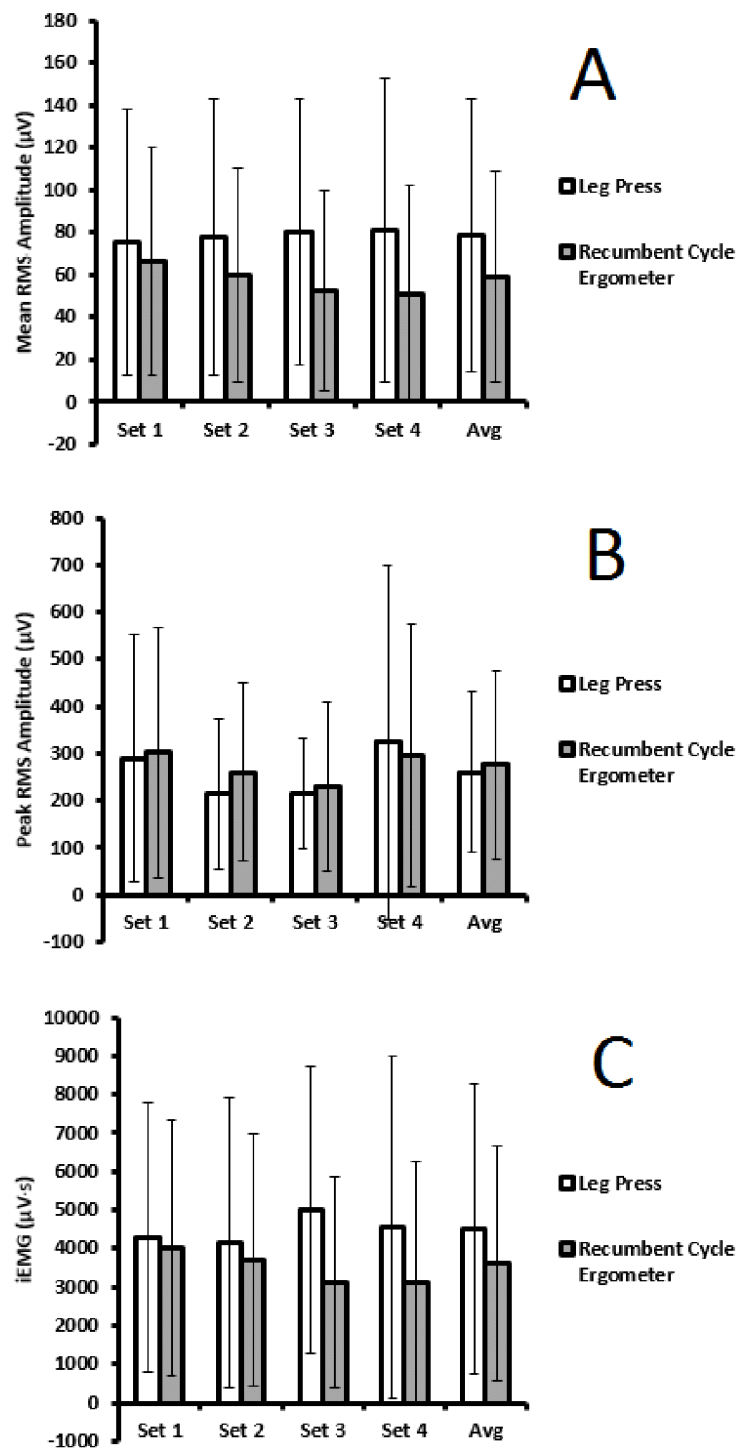 180
160
140
120
100
80
60
40
20
0
-20
Mean RMS Amplitude (µV)
Set 1 Set 2 Set 3 Set 4 Avg
A
Leg Press
Recumbent Cycle
Ergometer
800
700
600
500
400
300
200
100
0
-100
Peak RMS Amplitude (µV)
Set 1 Set 2 Set 3 Set 4 Avg
B
Leg Press
Recumbent Cycle
Ergometer
10000
9000
8000
7000
6000
5000
4000
3000
2000
1000
0
-1000
iEMG (µV·s)
Set 1 Set 2 Set 3 Set 4 Avg
C
Leg Press
Recumbent Cycle
Ergometer